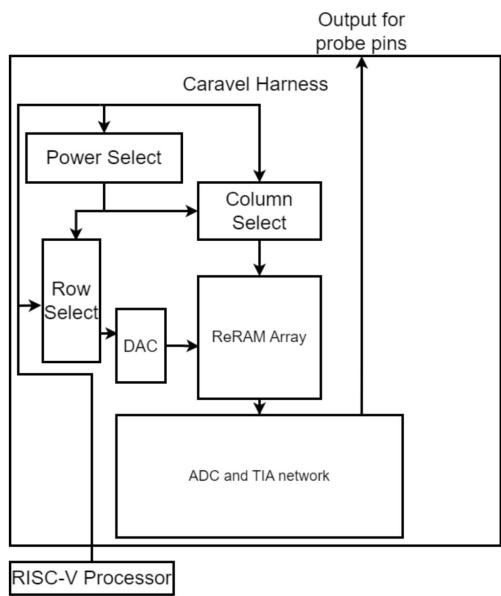 Output for
probe pins
Caravel Harness
Power Select
Column
Select
Row
Select
DAC
ReRAM Array
ADC and TIA network
RISC-V Processor